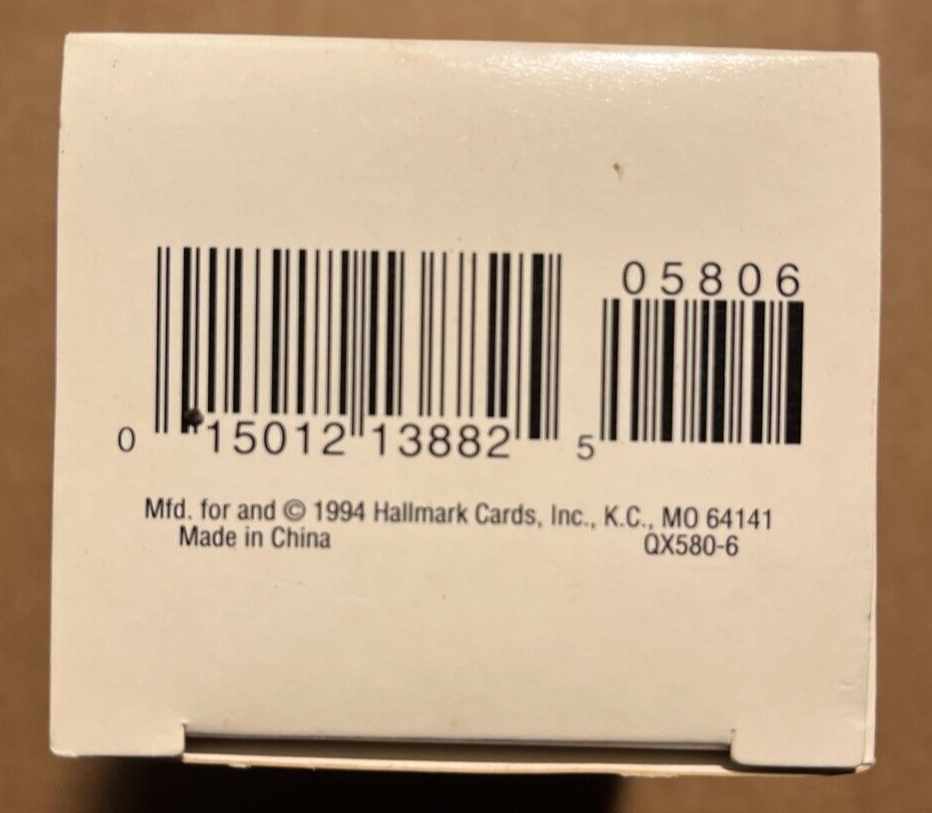 05806
0 15012 13882 5
Mfd. for and © 1994 Hallmark Cards, Inc., K.C., MO 64141
Made in China QX580-6